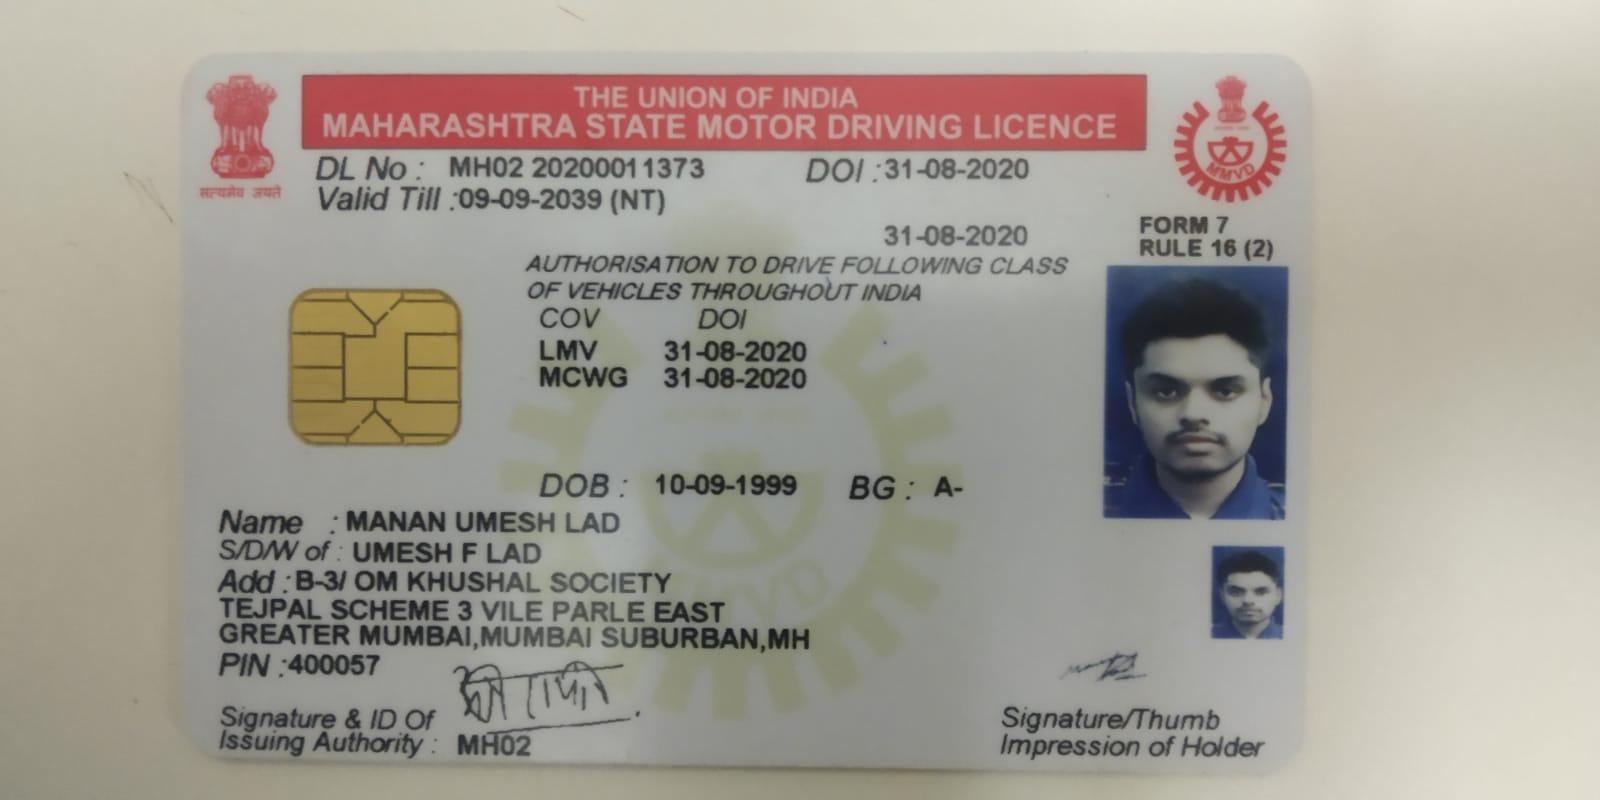 THE UNION OF INDIA
MAHARASHTRA STATE MOTOR DRIVING LICENCE
सत्यमेव जयते
MMVD
DL No : MH02 20200011373 DOI :31-08-2020
Valid Till :09-09-2039 (NT)
31-08-2020
FORM 7
RULE 16 (2)
AUTHORISATION TO DRIVE FOLLOWING CLASS
OF VEHICLES THROUGHOUT INDIA
COV DOI
LMV 31-08-2020
MCWG 31-08-2020
DOB : 10-09-1999 BG : A-
Name : MANAN UMESH LAD
S/D/W of : UMESH F LAD
Add :B-3/ OM KHUSHAL SOCIETY
TEJPAL SCHEME 3 VILE PARLE EAST
GREATER MUMBAI,MUMBAI SUBURBAN,MH
PIN :400057
MMVD
Signature & ID Of
Issuing Authority : MH02
Signature/Thumb
Impression of Holder